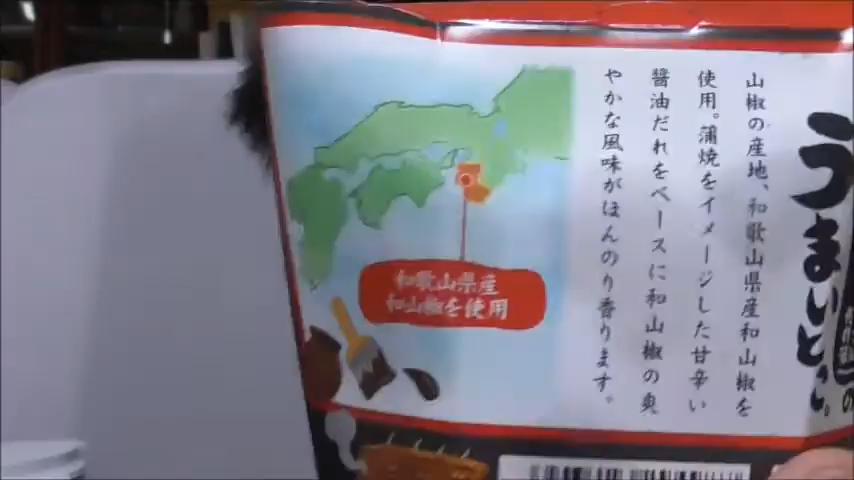 うまいところ
山椒の産地、和歌山県産和山椒を
使用。蒲焼をイメージした甘辛い
醤油だれをベースに和山椒の奥
やかな風味がほんのり香ります。
和歌山県産
和山椒を使用